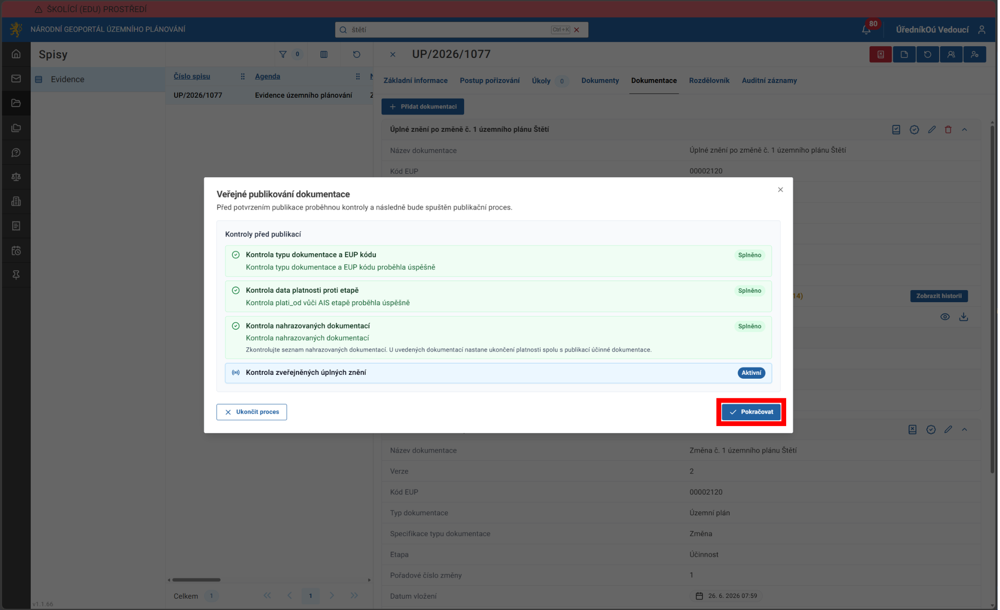 ŠKOLÍCÍ (EDU) PROSTŘEDÍ
NÁRODNÍ GEOPORTÁL ÚZEMNÍHO PLÁNOVÁNÍ
štětí
Ctrl+K
80
ÚředníkOú Vedoucí
Spisy
0
UP/2026/1077
Evidence
Číslo spisu
Agenda
UP/2026/1077
Evidence územního plánování
Základní informace
Postup pořizování
Úkoly 0
Dokumenty
Dokumentace
Rozdělovník
Auditní záznamy
Přidat dokumentaci
Úplné znění po změně č. 1 územního plánu Štětí
Název dokumentace
Úplné znění po změně č. 1 územního plánu Štětí
Kód EUP
00002120
Veřejné publikování dokumentace
Před potvrzením publikace proběhnou kontroly a následně bude spuštěn publikační proces.
Kontroly před publikací
Kontrola typu dokumentace a EUP kódu
Splněno
Kontrola typu dokumentace a EUP kódu proběhla úspěšně
Kontrola data platnosti proti etapě
Splněno
Kontrola plati_od vůči AIS etapě proběhla úspěšně
14)
Zobrazit historii
Kontrola nahrazovaných dokumentací
Splněno
Kontrola nahrazovaných dokumentací
Zkontrolujte seznam nahrazovaných dokumentací. U uvedených dokumentací nastane ukončení platnosti spolu s publikací účinné dokumentace.
Kontrola zveřejněných úplných znění
Aktivní
Ukončit proces
Pokračovat
Název dokumentace
Změna č. 1 územního plánu Štětí
Verze
2
Kód EUP
00002120
Typ dokumentace
Územní plán
Specifikace typu dokumentace
Změna
Etapa
Účinnost
Pořadové číslo změny
1
Datum vložení
26. 6. 2026 07:59
Celkem 1
1
v1.1.66